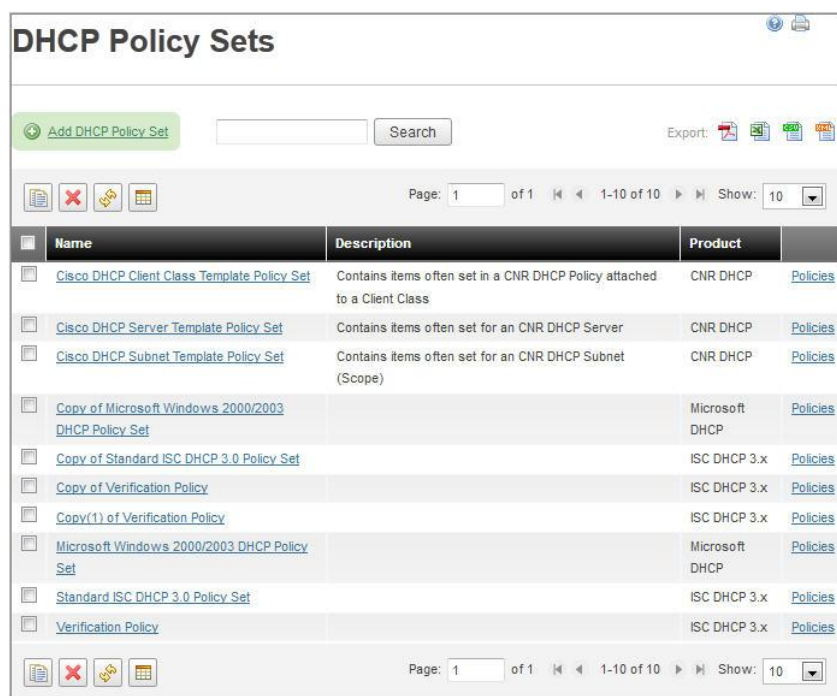 DHCP Policy Sets
Add DHCP Policy Set
Search
Export:
Page: 1 of 1 1-10 of 10 Show: 10
Name Description Product
Cisco DHCP Client Class Template Policy Set Contains items often set in a CNR DHCP Policy attached CNR DHCP Policies
to a Client Class
Cisco DHCP Server Template Policy Set Contains items often set for an CNR DHCP Server CNR DHCP Policies
Cisco DHCP Subnet Template Policy Set Contains items often set for an CNR DHCP Subnet CNR DHCP Policies
(Scope)
Copy of Microsoft Windows 2000/2003 Microsoft Policies
DHCP Policy Set DHCP
Copy of Standard ISC DHCP 3.0 Policy Set ISC DHCP 3.x Policies
Copy of Verification Policy ISC DHCP 3.x Policies
Copy(1) of Verification Policy ISC DHCP 3.x Policies
Microsoft Windows 2000/2003 DHCP Policy Microsoft Policies
Set DHCP
Standard ISC DHCP 3.0 Policy Set ISC DHCP 3.x Policies
Verification Policy ISC DHCP 3.x Policies
Page: 1 of 1 1-10 of 10 Show: 10